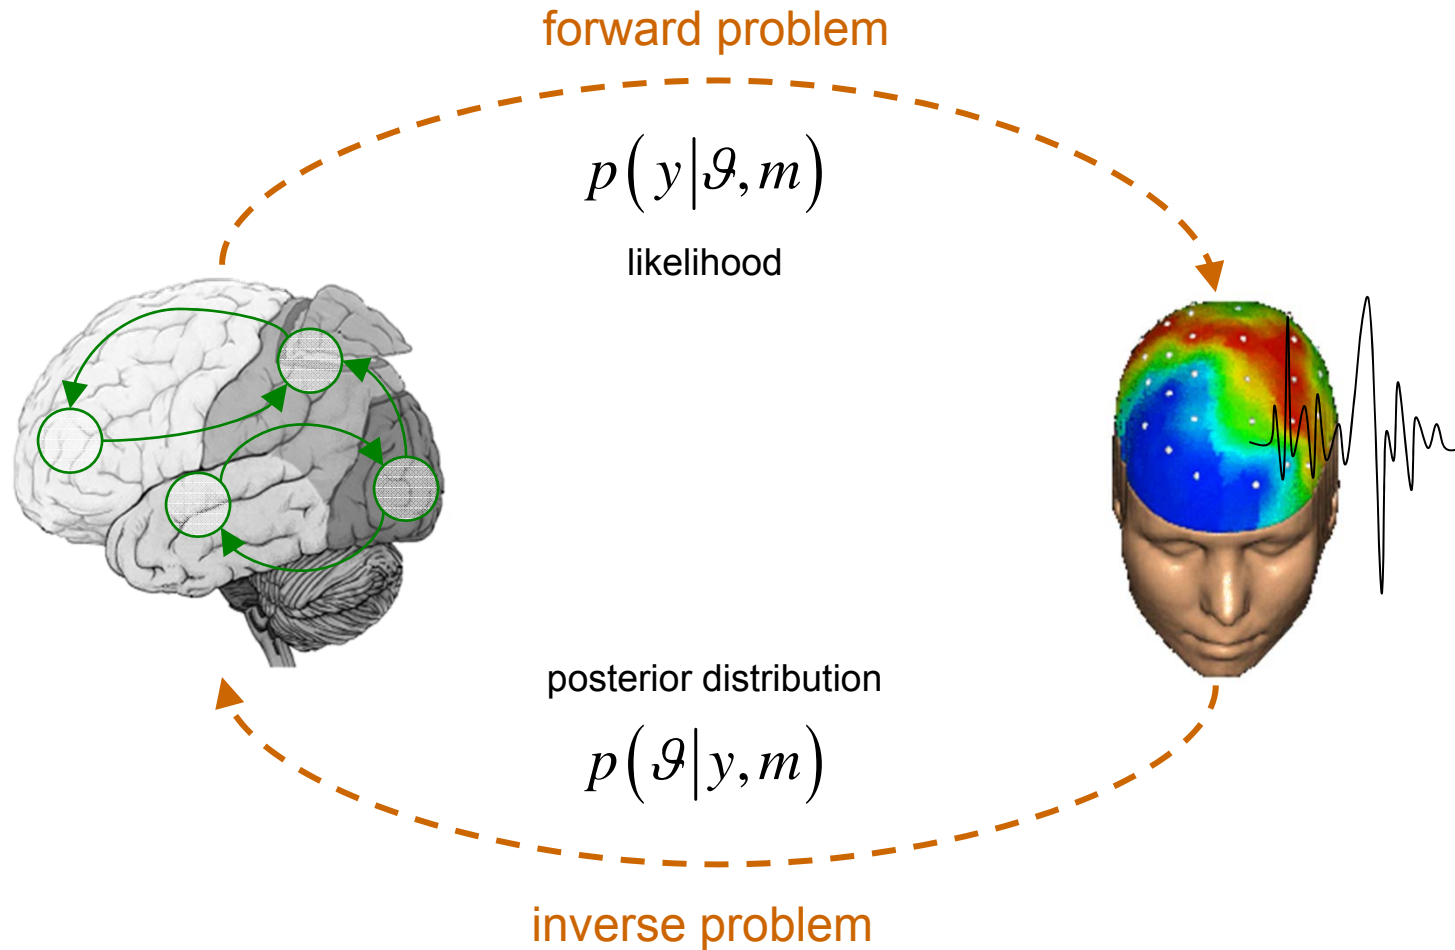 forward problem
p(y|ϑ,m)
likelihood
posterior distribution
p(ϑ|y,m)
inverse problem